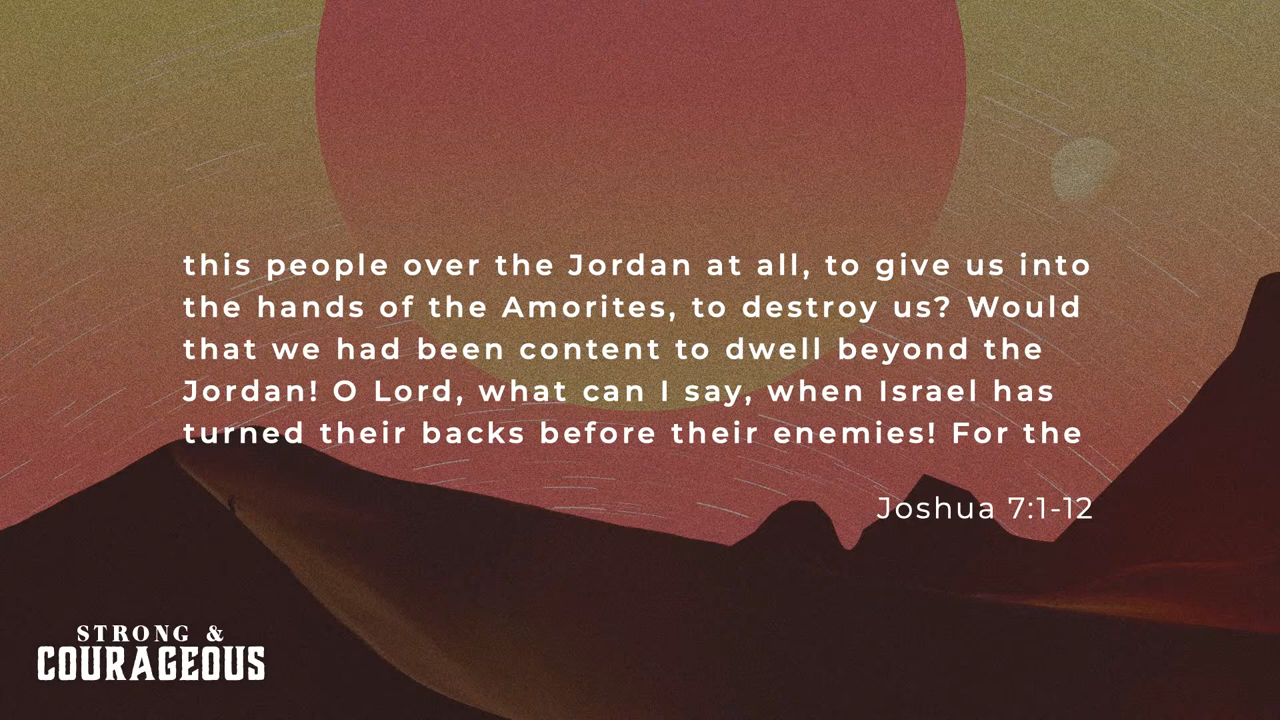 this people over the Jordan at all, to give us into
the hands of the Amorites, to destroy us? Would
that we had been content to dwell beyond the
Jordan! O Lord, what can I say, when Israel has
turned their backs before their enemies! For the
Joshua 7:1-12
STRONG &
COURAGEOUS